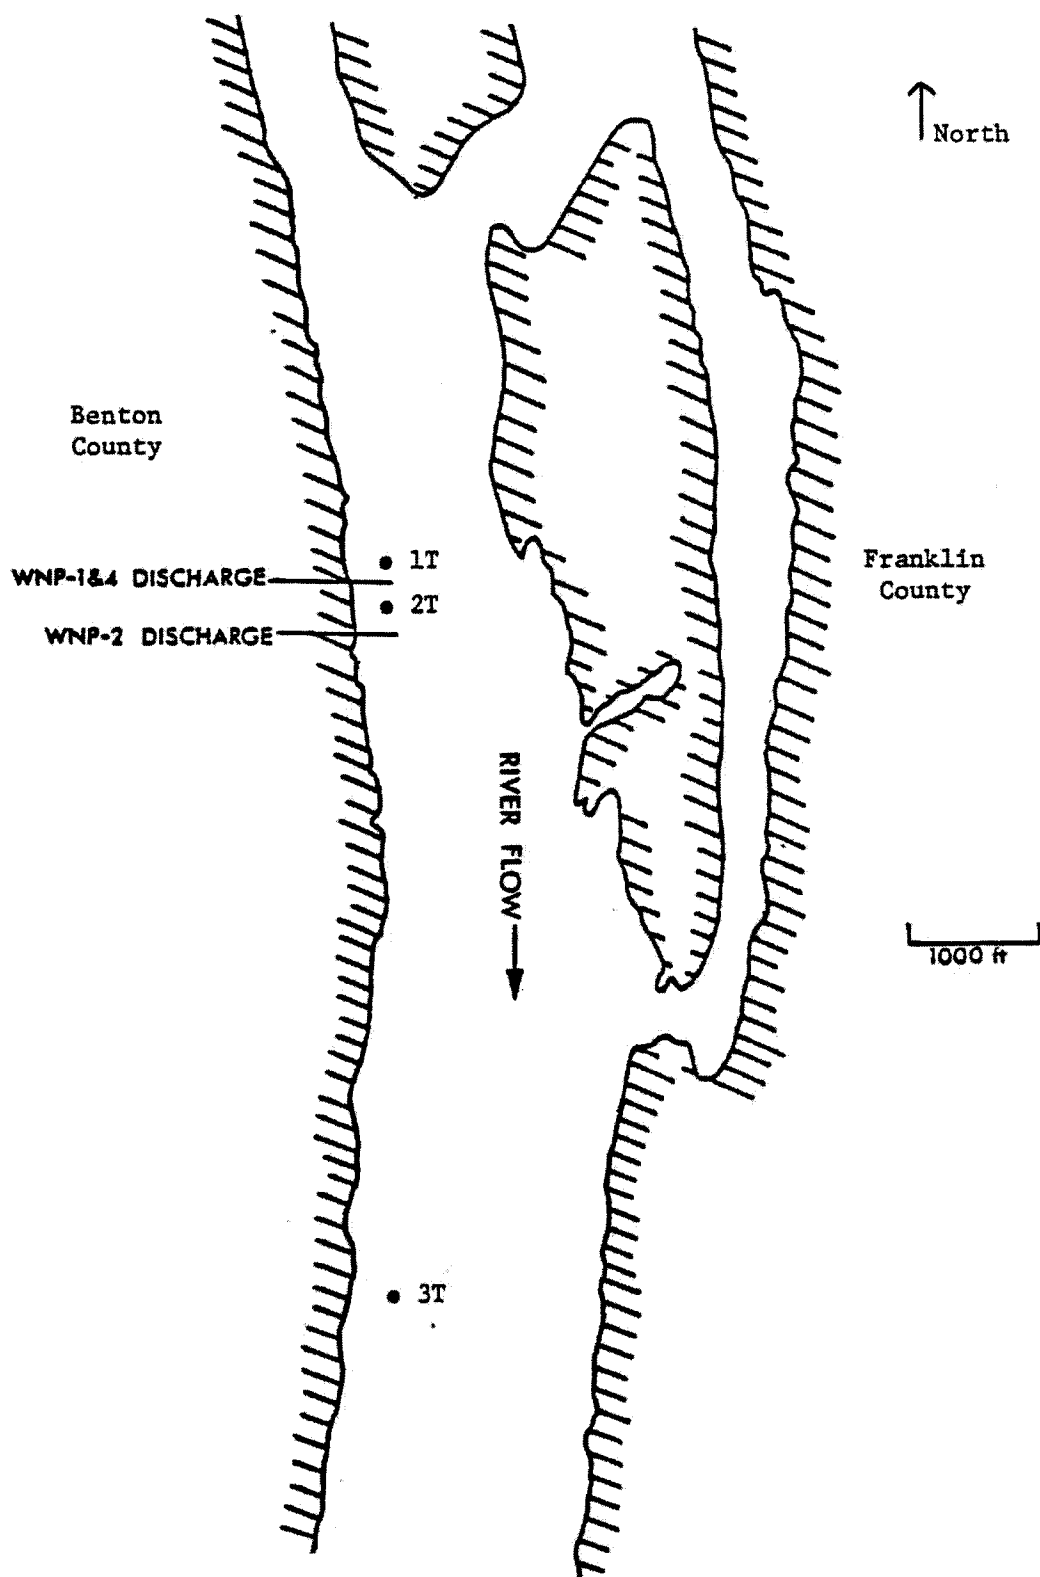 North
Benton
County
1T
WNP-1&4 DISCHARGE
2T
WNP-2 DISCHARGE
Franklin
County
RIVER FLOW
1000 ft
3T